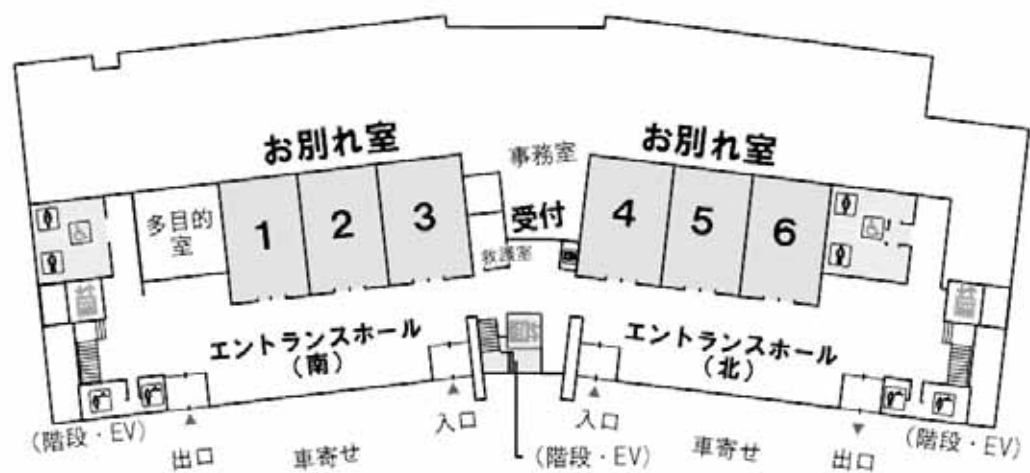 お別れ室
お別れ室
事務室
多目的
室
1
2
3
受付
4
5
6
救護室
エントランスホール
(南)
エントランスホール
(北)
(階段・EV)
出口
車寄せ
入口
(階段・EV)
入口
車寄せ
出口
(階段・EV)